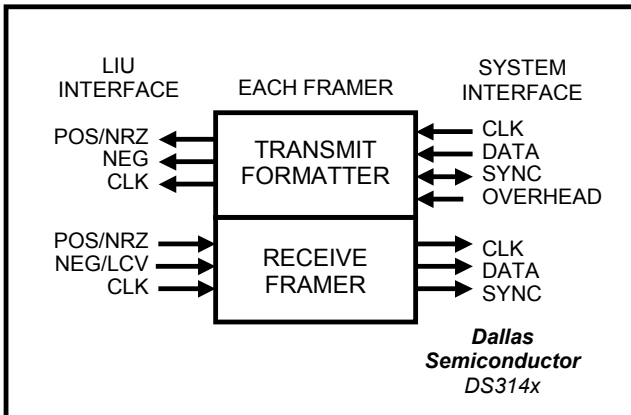 LIU
INTERFACE
EACH FRAMER
SYSTEM
INTERFACE
POS/NRZ
NEG
CLK
TRANSMIT
FORMATTER
CLK
DATA
SYNC
OVERHEAD
POS/NRZ
NEG/LCV
CLK
RECEIVE
FRAMER
CLK
DATA
SYNC
Dallas
Semiconductor
DS314x